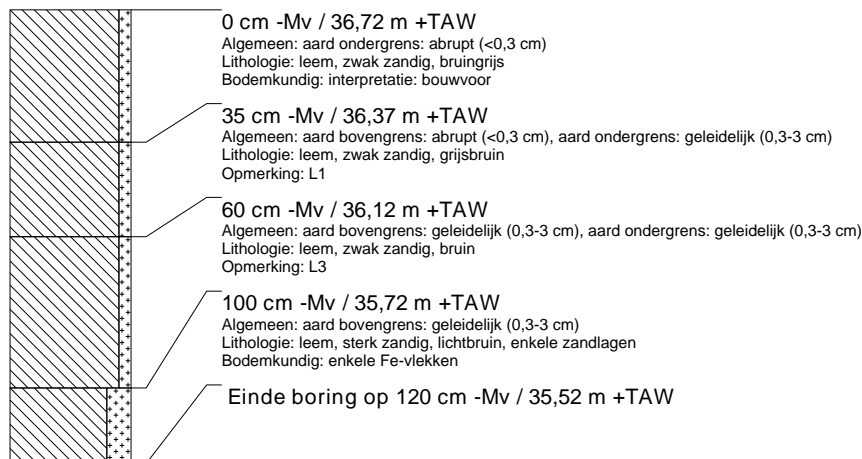 0 cm -Mv / 36,72 m +TAW
Algemeen: aard ondergrens: abrupt (<0,3 cm)
Lithologie: leem, zwak zandig, bruingrijs
Bodemkundig: interpretatie: bouwvoor
35 cm -Mv / 36,37 m +TAW
Algemeen: aard bovengrens: abrupt (<0,3 cm), aard ondergrens: geleidelijk (0,3-3 cm)
Lithologie: leem, zwak zandig, grijsbruin
Opmerking: L1
60 cm -Mv / 36,12 m +TAW
Algemeen: aard bovengrens: geleidelijk (0,3-3 cm), aard ondergrens: geleidelijk (0,3-3 cm)
Lithologie: leem, zwak zandig, bruin
Opmerking: L3
100 cm -Mv / 35,72 m +TAW
Algemeen: aard bovengrens: geleidelijk (0,3-3 cm)
Lithologie: leem, sterk zandig, lichtbruin, enkele zandlagen
Bodemkundig: enkele Fe-vlekken
Einde boring op 120 cm -Mv / 35,52 m +TAW